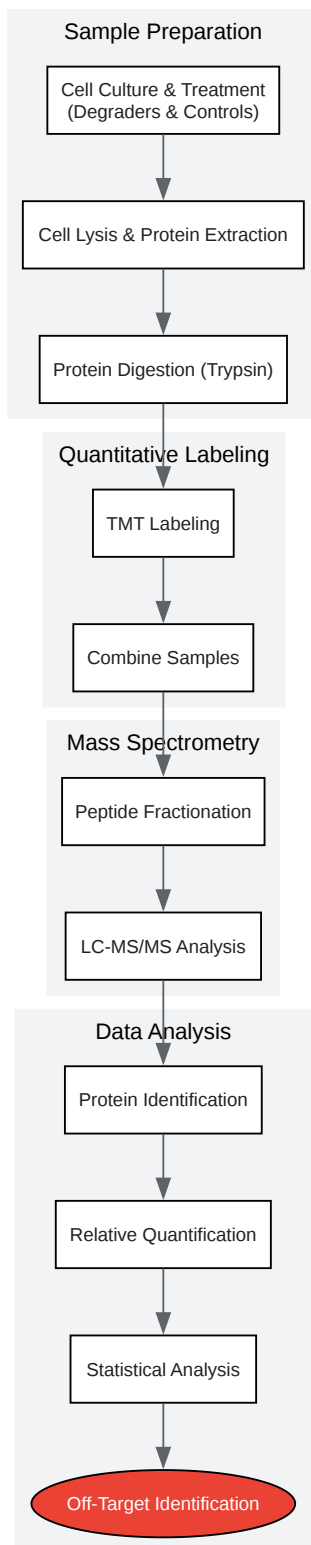 Sample Preparation
Cell Culture & Treatment
(Degraders & Controls)
Cell Lysis & Protein Extraction
Protein Digestion (Trypsin)
Quantitative Labeling
TMT Labeling
Combine Samples
Mass Spectrometry
Peptide Fractionation
LC-MS/MS Analysis
Data Analysis
Protein Identification
Relative Quantification
Statistical Analysis
Off-Target Identification